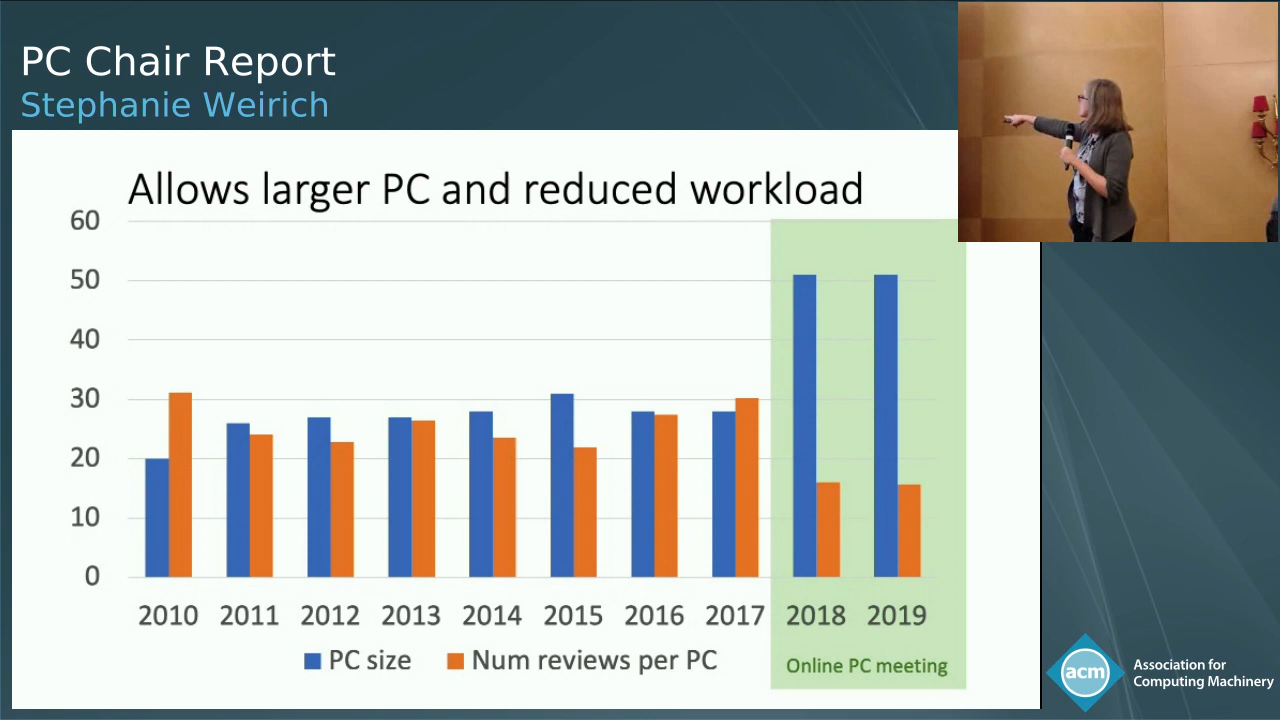 PC Chair Report
Stephanie Weirich
Allows larger PC and reduced workload
60
50
40
30
20
10
0
2010 2011 2012 2013 2014 2015 2016 2017 2018 2019
PC size Num reviews per PC
Online PC meeting
acm
Association for
Computing Machinery